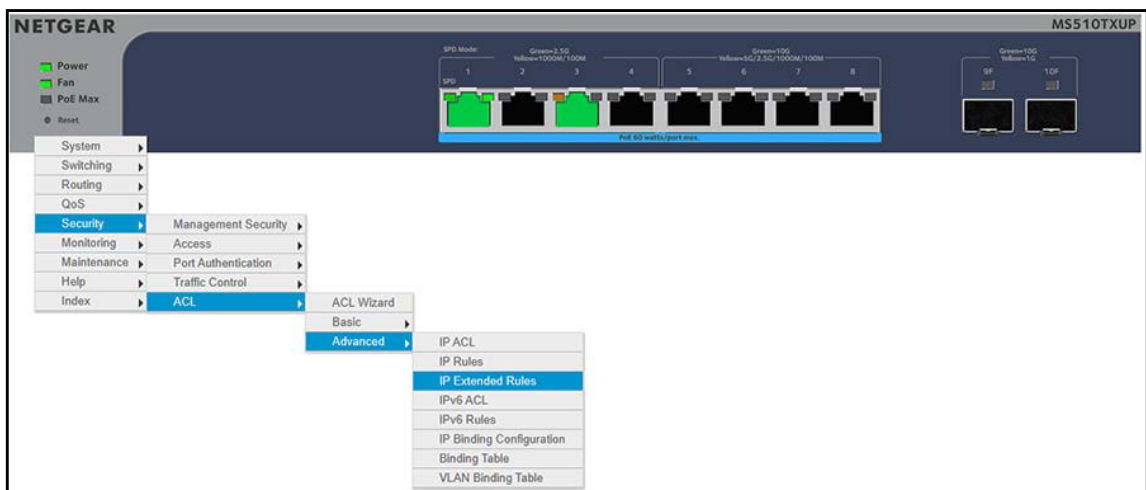 NETGEAR
MS510TXUP
Power
Fan
PoE Max
Reset
SPD Mode:
Green=2.5G
Yellow=1000M/100M
Green=10G
Yellow=5G/2.5G/1000M/100M
Green=10G
Yellow=1G
SPD
1 2 3 4 5 6 7 8
9F 10F
PoE 60 watts/port max.
System
Switching
Routing
QoS
Security
Monitoring
Maintenance
Help
Index
Management Security
Access
Port Authentication
Traffic Control
ACL
ACL Wizard
Basic
Advanced
IP ACL
IP Rules
IP Extended Rules
IPv6 ACL
IPv6 Rules
IP Binding Configuration
Binding Table
VLAN Binding Table